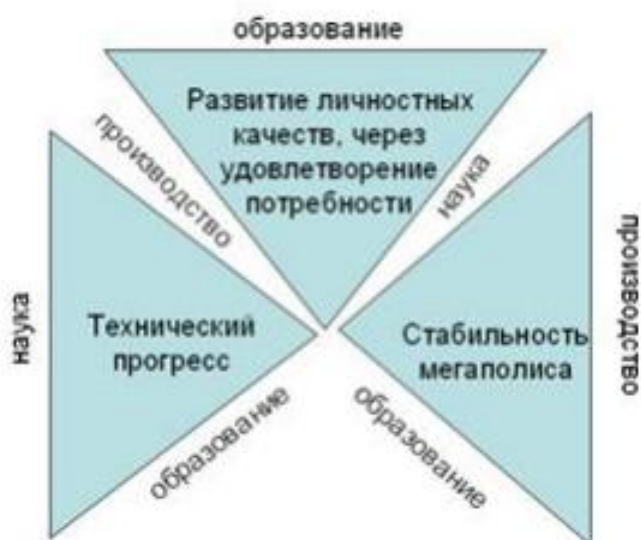 образование
Развитие личностных
качеств, через
удовлетворение
потребности
производство
наука
наука
Технический
прогресс
образование
Стабильность
мегаполиса
производство
образование